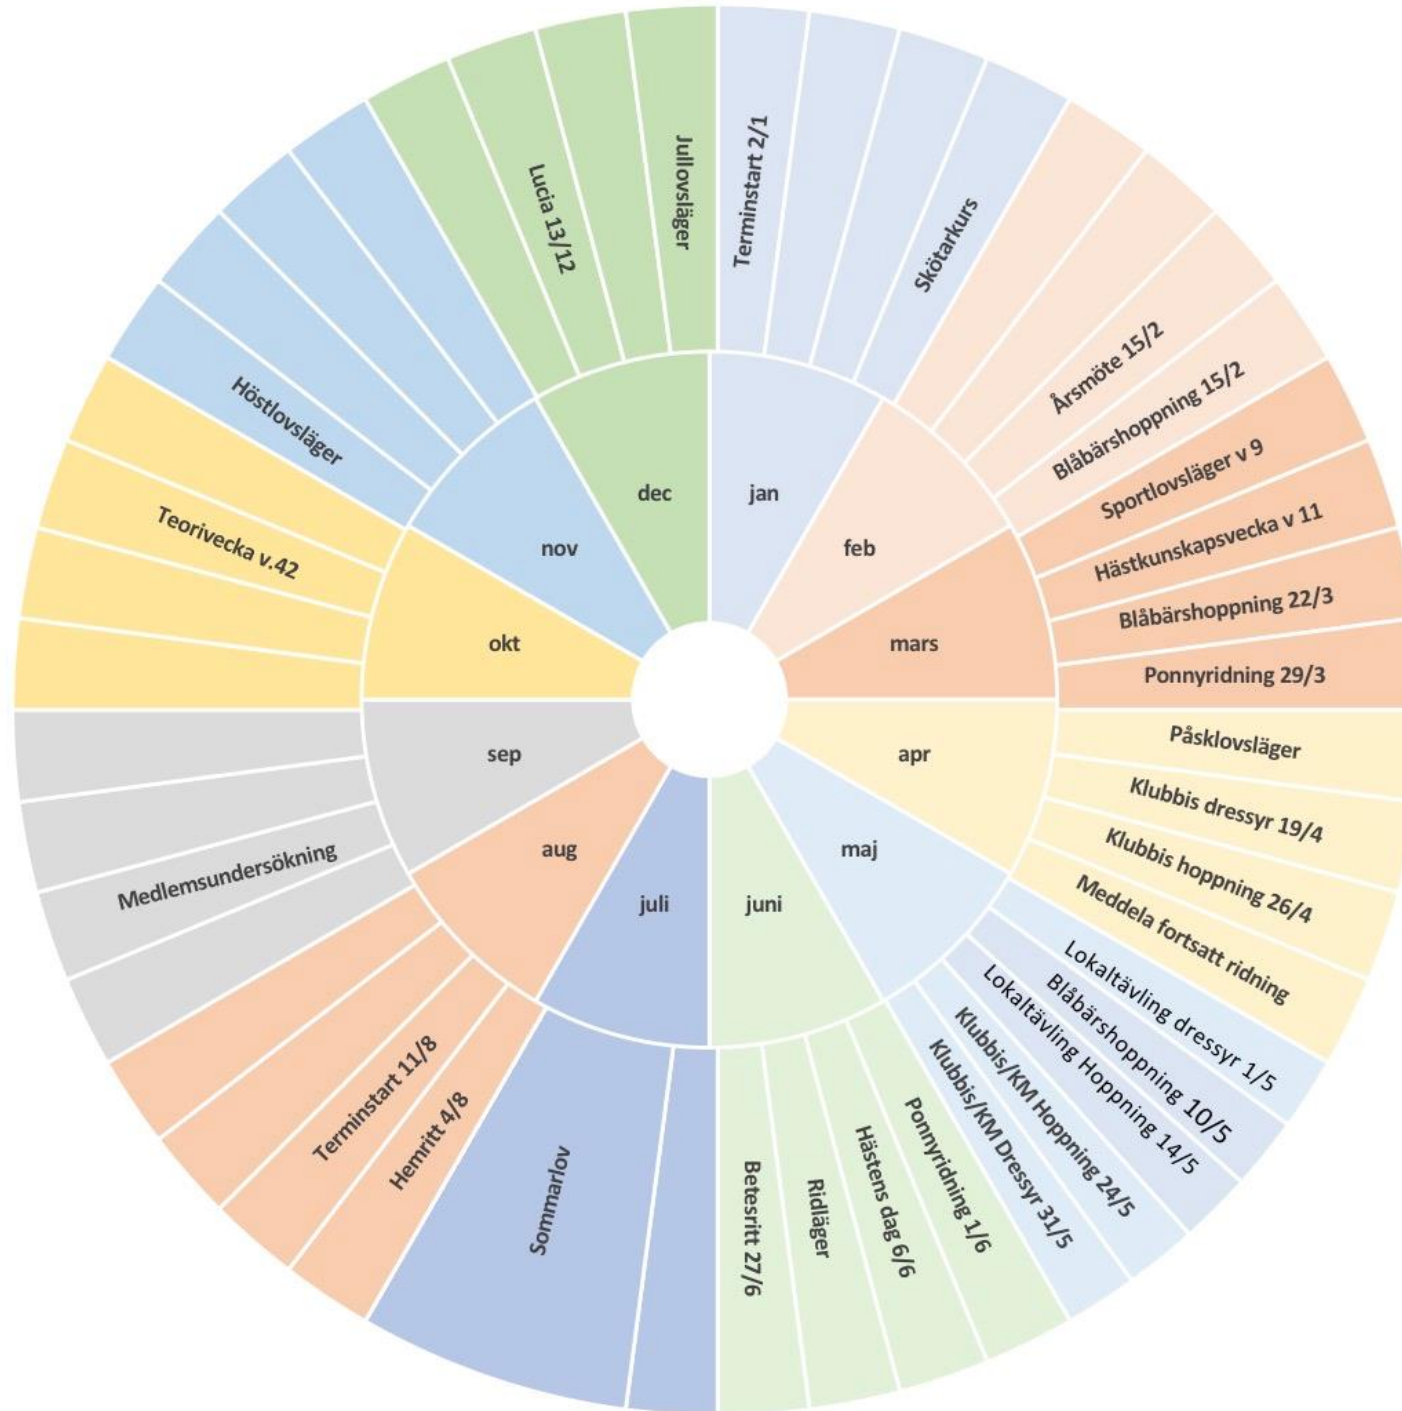 jan
Terminstart 2/1
Skötarkurs
feb
Årsmöte 15/2
Blåbärshoppning 15/2
mars
Sportlovsläger v 9
Hästkunskapsvecka v 11
Blåbärshoppning 22/3
Ponnyridning 29/3
apr
Påsklovsläger
Klubbis dressyr 19/4
Klubbis hoppning 26/4
Meddela fortsatt ridning
maj
Lokaltävling dressyr 1/5
Blåbärshoppning 10/5
Lokaltävling Hoppning 14/5
Klubbis/KM Hoppning 24/5
Klubbis/KM Dressyr 31/5
juni
Ponnyridning 1/6
Hästens dag 6/6
Ridläger
Betesritt 27/6
juli
Sommarlov
aug
Hemritt 4/8
Terminstart 11/8
sep
Medlemsundersökning
okt
Teorivecka v.42
nov
Höstlovsläger
dec
Lucia 13/12
Jullovsläger